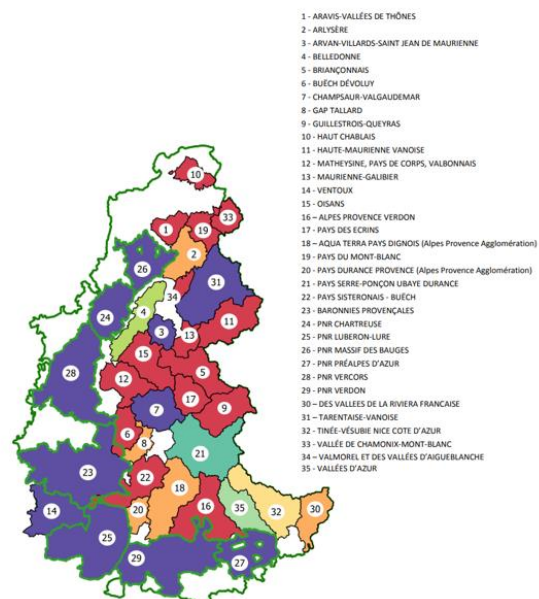 1 - ARAVIS-VALLÉES DE THÔNES
2 - ARLYSÈRE
3 - ARVAN-VILLARDS-SAINT JEAN DE MAURIENNE
4 - BELLEDONNE
5 - BRIANÇONNAIS
6 - BUËCH DÉVOLUY
7 - CHAMPSAUR-VALGAUDEMAR
8 - GAP TALLARD
9 - GUILLESTROIS-QUEYRAS
10 - HAUT CHABLAIS
11 - HAUTE-MAURIENNE VANOISE
12 - MATHEYSINE, PAYS DE CORPS, VALBONNAIS
13 - MAURIENNE-GALIBIER
14 - VENTOUX
15 - OISANS
16 – ALPES PROVENCE VERDON
17 - PAYS DES ECRINS
18 – AQUA TERRA PAYS DIGNOIS (Alpes Provence Agglomération)
19 - PAYS DU MONT-BLANC
20 - PAYS DURANCE PROVENCE (Alpes Provence Agglomération)
21 - PAYS SERRE-PONÇON UBAYE DURANCE
22 - PAYS SISTERONAIS - BUËCH
23 - BARONNIES PROVENÇALES
24 - PNR CHARTREUSE
25 - PNR LUBERON-LURE
26 - PNR MASSIF DES BAUGES
27 - PNR PRÉALPES D'AZUR
28 - PNR VERCORS
29 - PNR VERDON
30 – DES VALLEES DE LA RIVIERA FRANCAISE
31 – TARENTAISE-VANOISE
32 - TINÉE-VÉSUBIE NICE COTE D'AZUR
33 - VALLÉE DE CHAMONIX-MONT-BLANC
34 - VALMOREL ET DES VALLÉES D'AIGUEBLANCHE
35 - VALLÉES D'AZUR
10
33
1
19
2
26
31
34
24
4
3
13
11
15
28
5
12
17
7
9
6
8
21
23
22
18
14
20
16
35
32
30
25
29
27